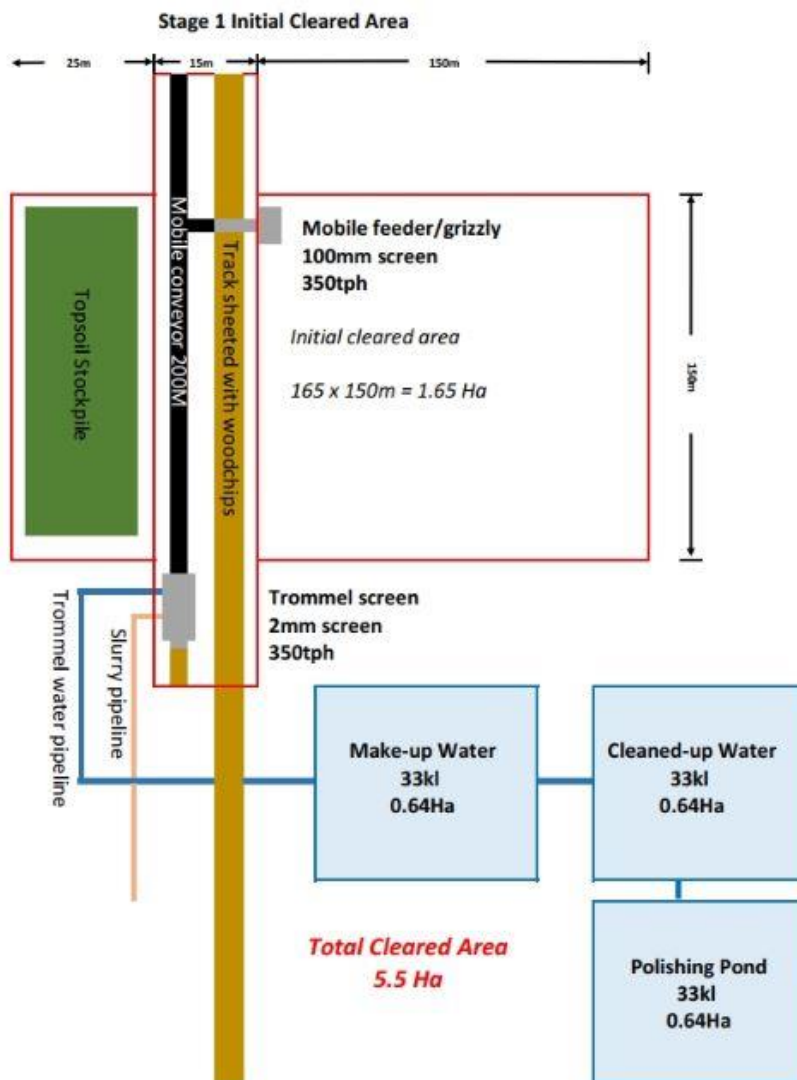 Stage 1 Initial Cleared Area
25m
15m
150m
Mobile conveyor 200M
Track sheeted with woodchips
Topsoil Stockpile
Mobile feeder/grizzly
100mm screen
350tph
Initial cleared area
165 x 150m = 1.65 Ha
150m
Trommel water pipeline
Slurry pipeline
Trommel screen
2mm screen
350tph
Make-up Water
33kl
0.64Ha
Cleaned-up Water
33kl
0.64Ha
Total Cleared Area
5.5 Ha
Polishing Pond
33kl
0.64Ha